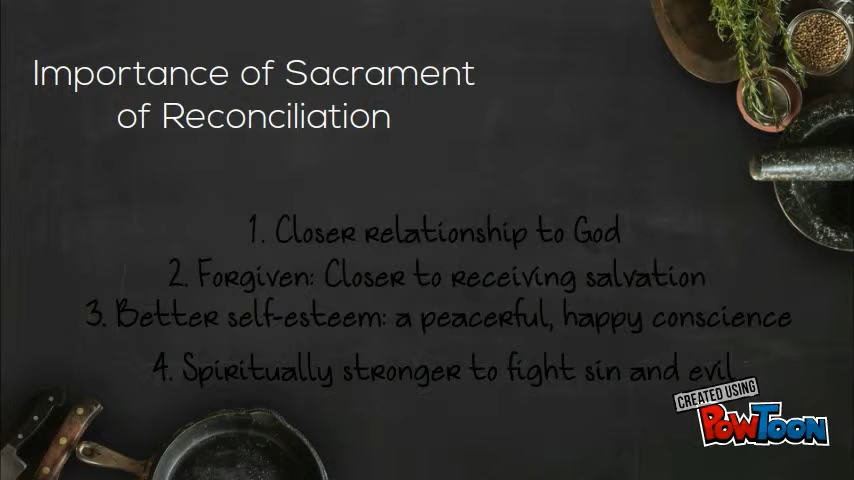 Importance of Sacrament
of Reconciliation
1. Closer relationship to God
2. Forgiven: Closer to receiving salvation
3. Better self-esteem: a peacerful, happy conscience
4. Spiritually stronger to fight sin and evil
CREATED USING
POWTOON